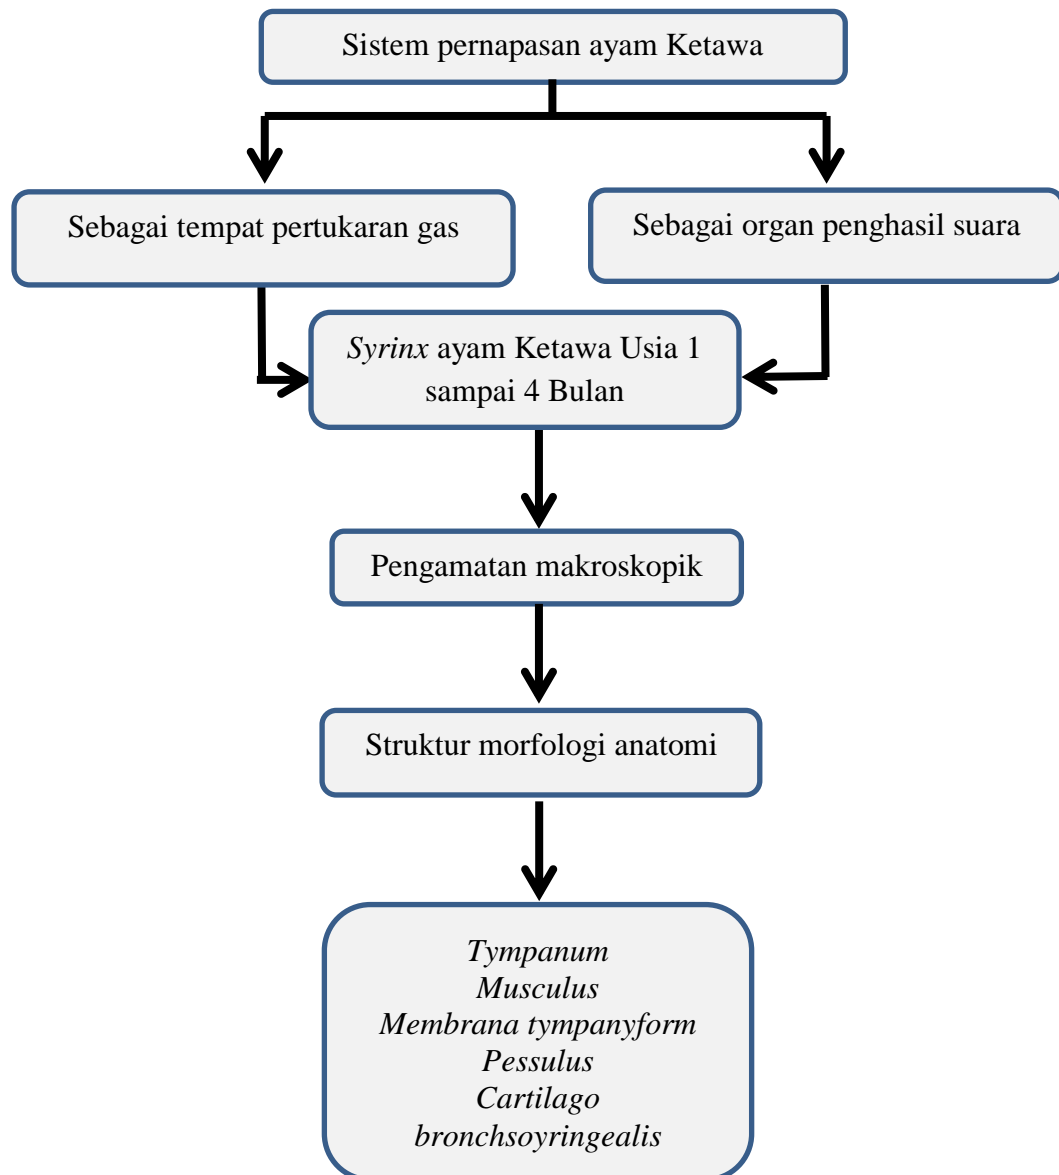 Sistem pernapasan ayam Ketawa
Sebagai tempat pertukaran gas
Sebagai organ penghasil suara
Syrinx ayam Ketawa Usia 1
sampai 4 Bulan
Pengamatan makroskopik
Struktur morfologi anatomi
Tympanum
Musculus
Membrana tympanyform
Pessulus
Cartilago
bronchsoyringealis